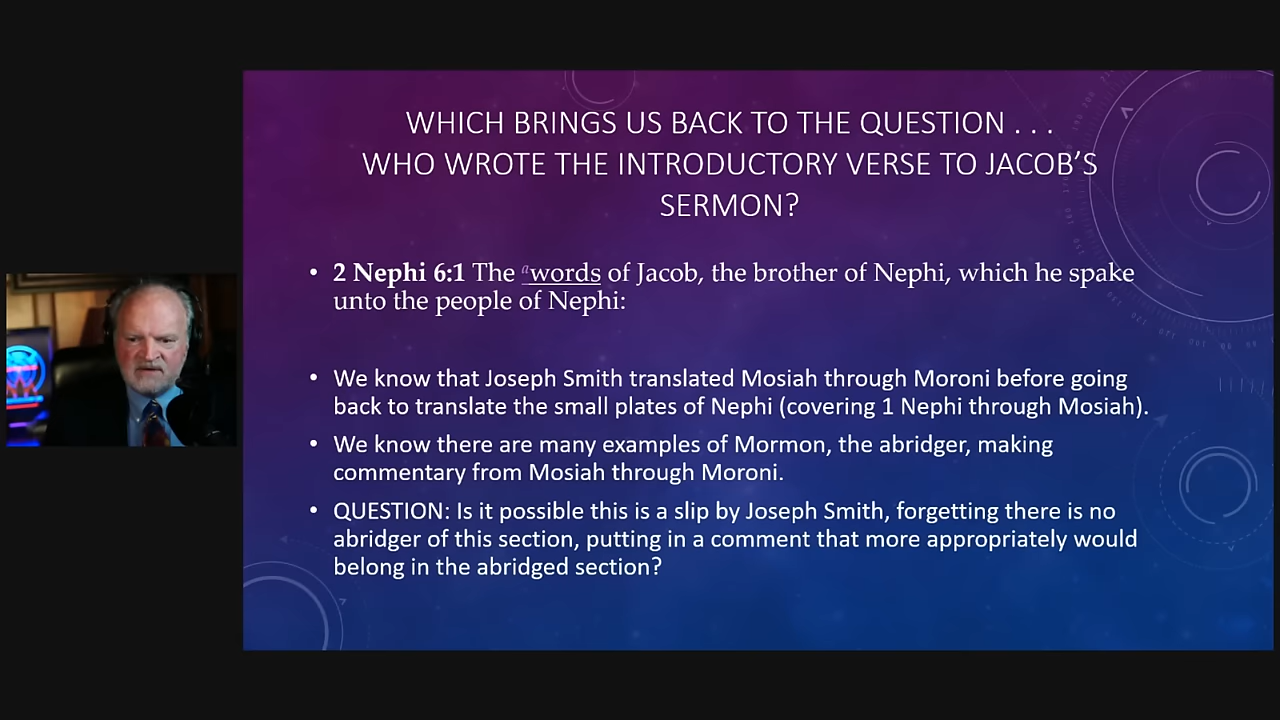 WHICH BRINGS US BACK TO THE QUESTION . . .
WHO WROTE THE INTRODUCTORY VERSE TO JACOB'S
SERMON?
• 2 Nephi 6:1 The a words of Jacob, the brother of Nephi, which he spake
unto the people of Nephi:
• We know that Joseph Smith translated Mosiah through Moroni before going
back to translate the small plates of Nephi (covering 1 Nephi through Mosiah).
• We know there are many examples of Mormon, the abridger, making
commentary from Mosiah through Moroni.
• QUESTION: Is it possible this is a slip by Joseph Smith, forgetting there is no
abridger of this section, putting in a comment that more appropriately would
belong in the abridged section?